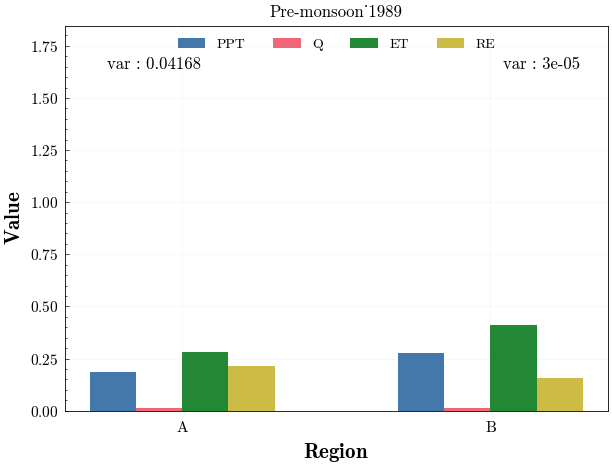 Pre-monsoon˙1989
PPT Q ET RE
var : 0.04168
var : 3e-05
1.75
1.50
1.25
1.00
0.75
0.50
0.25
0.00
Value
A B
Region